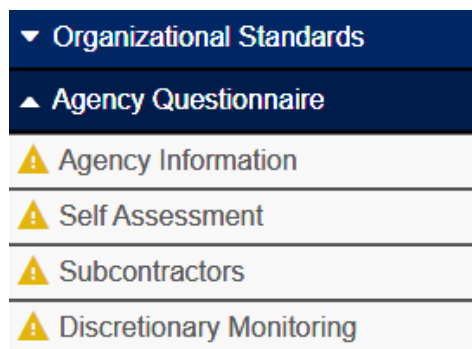 Organizational Standards
Agency Questionnaire
Agency Information
Self Assessment
Subcontractors
Discretionary Monitoring